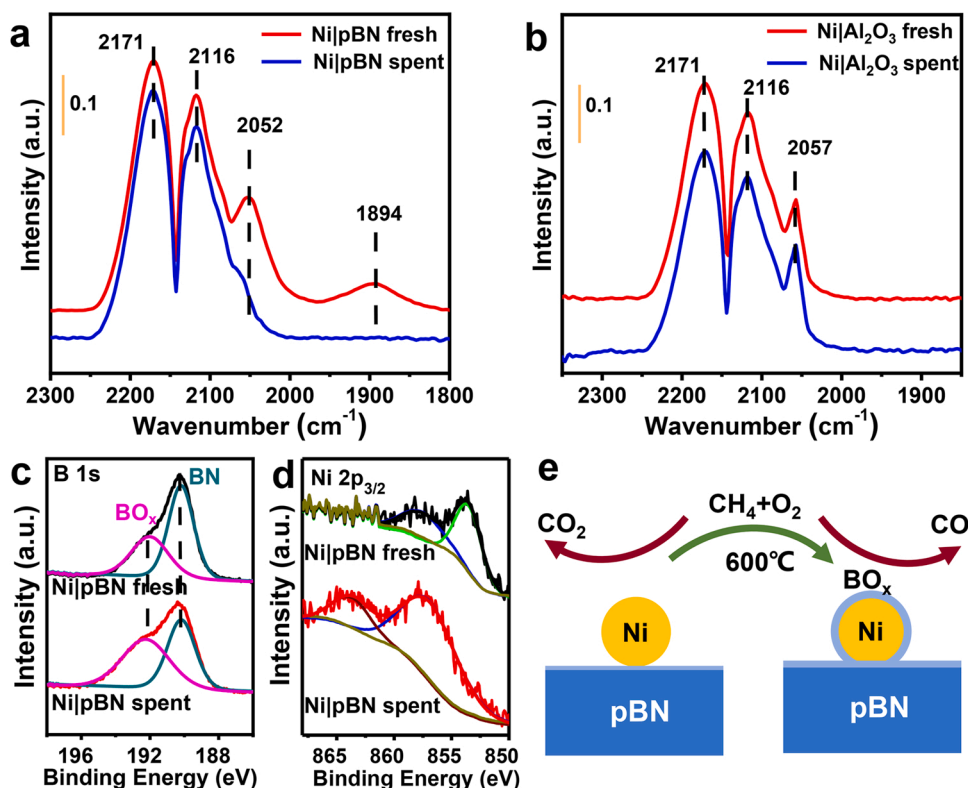 a
2171
2116
Ni|pBN fresh
Ni|pBN spent
0.1
2052
1894
Intensity (a.u.)
2300 2200 2100 2000 1900 1800
Wavenumber (cm⁻¹)
b
2171
2116
Ni|Al₂O₃ fresh
Ni|Al₂O₃ spent
0.1
2057
Intensity (a.u.)
2300 2200 2100 2000 1900
Wavenumber (cm⁻¹)
c
B 1s
BN
BOₓ
Ni|pBN fresh
Ni|pBN spent
Intensity (a.u.)
196 192 188
Binding Energy (eV)
d
Ni 2p₃/₂
Ni|pBN fresh
Ni|pBN spent
Intensity (a.u.)
865 860 855 850
Binding Energy (eV)
e
CO₂
CH₄+O₂
CO
600℃
BOₓ
Ni
Ni
pBN
pBN